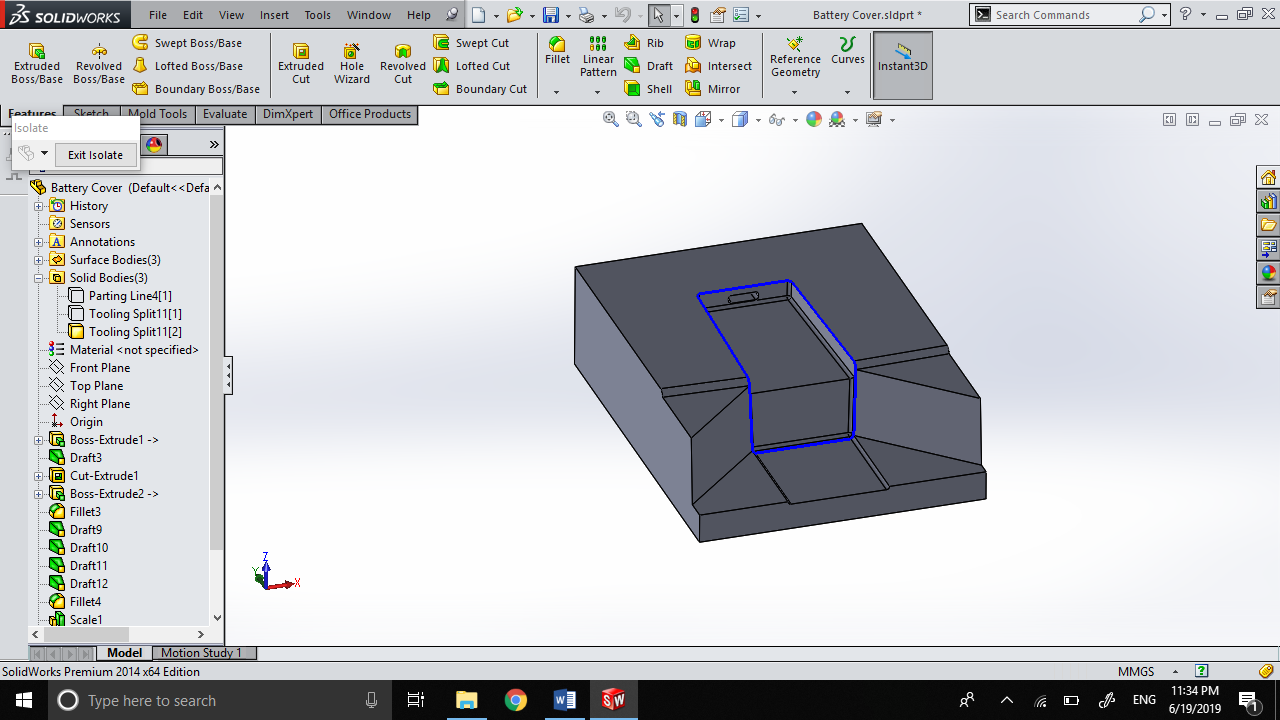 SOLIDWORKS File Edit View Insert Tools Window Help Battery Cover.sldprt * Search Commands
Extruded Boss/Base
Revolved Boss/Base
Swept Boss/Base
Lofted Boss/Base
Boundary Boss/Base
Extruded Cut
Hole Wizard
Revolved Cut
Swept Cut
Lofted Cut
Boundary Cut
Fillet
Linear Pattern
Rib
Draft
Shell
Wrap
Intersect
Mirror
Reference Geometry
Curves
Instant3D
Features Sketch Mold Tools Evaluate DimXpert Office Products
Isolate
Exit Isolate
Battery Cover (Default<<Defa
History
Sensors
Annotations
Surface Bodies(3)
Solid Bodies(3)
Parting Line4[1]
Tooling Split11[1]
Tooling Split11[2]
Material <not specified>
Front Plane
Top Plane
Right Plane
Origin
Boss-Extrude1 ->
Draft3
Cut-Extrude1
Boss-Extrude2 ->
Fillet3
Draft9
Draft10
Draft11
Draft12
Fillet4
Scale1
Z
Y
X
Model Motion Study 1
SolidWorks Premium 2014 x64 Edition MMGS
Type here to search
ENG
11:34 PM
6/19/2019
1